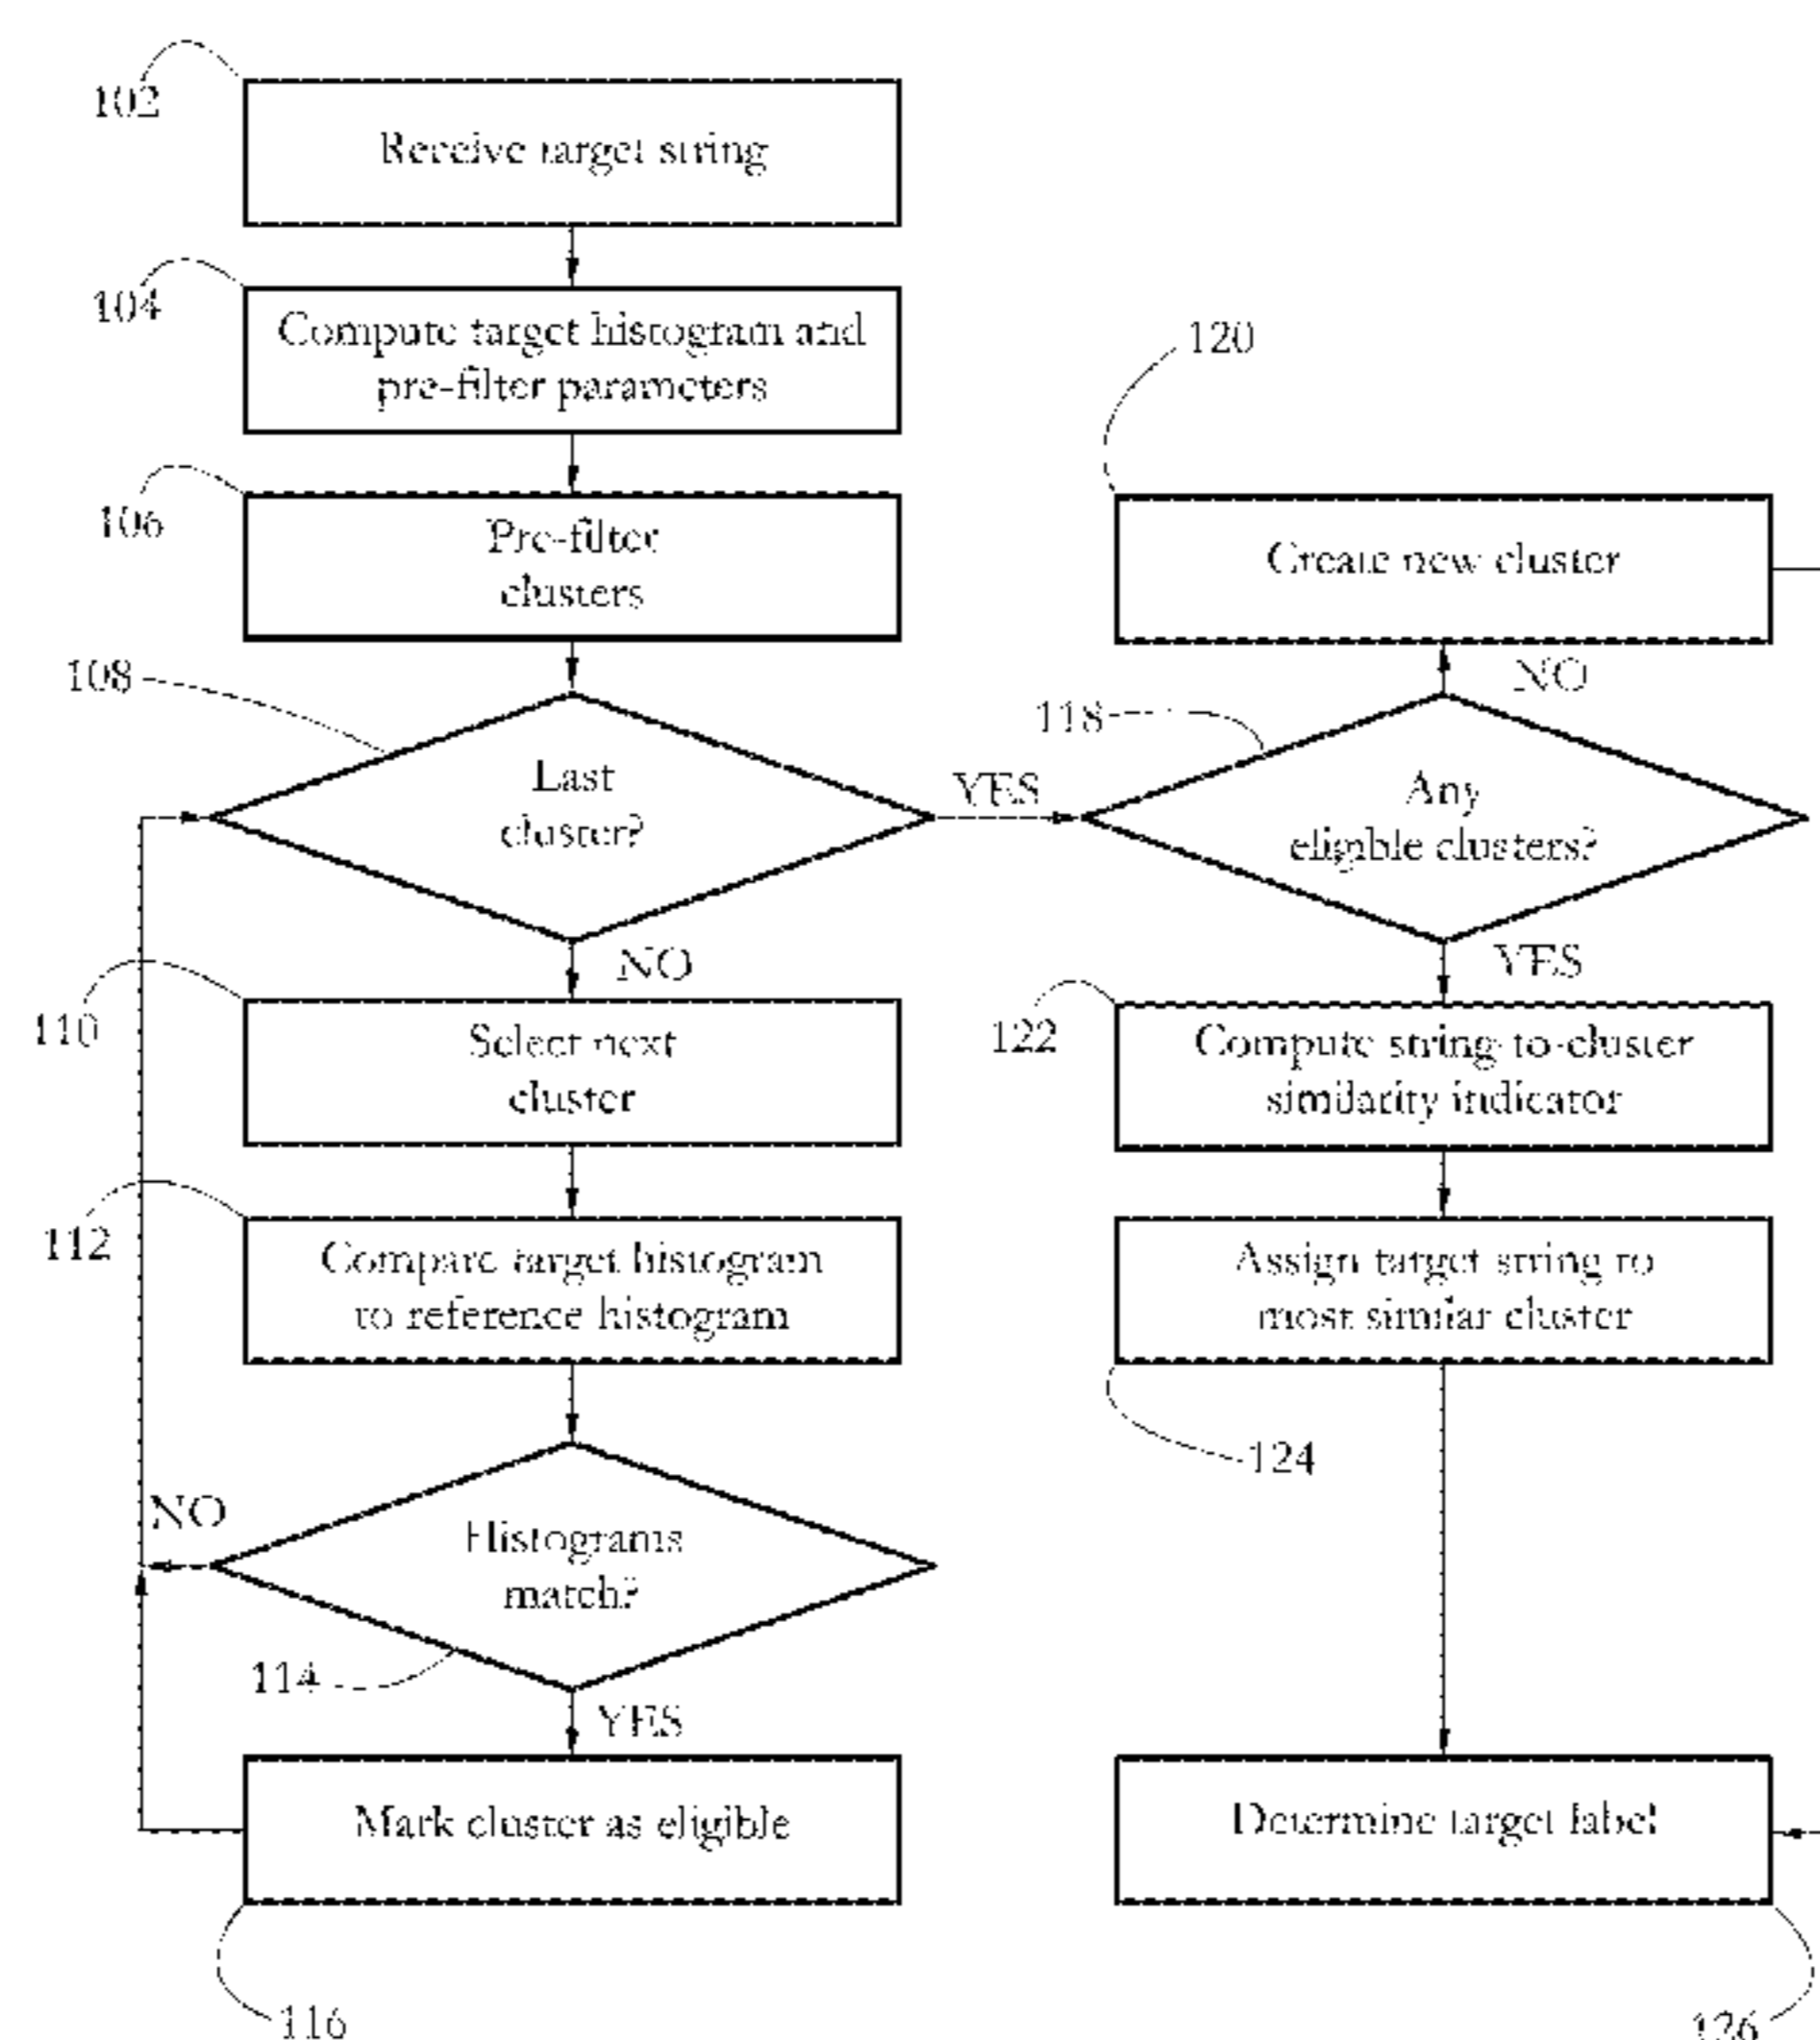 102
Receive target string
104
Compute target histogram and
pre-filter parameters
106
Pre-filter
clusters
108
Last
cluster?
YES
NO
110
Select next
cluster
112
Compare target histogram
to reference histogram
NO
Histograms
match?
114
YES
Mark cluster as eligible
116
120
Create new cluster
NO
118
Any
eligible clusters?
YES
122
Compute string-to-cluster
similarity indicator
Assign target string to
most similar cluster
124
Determine target label
126